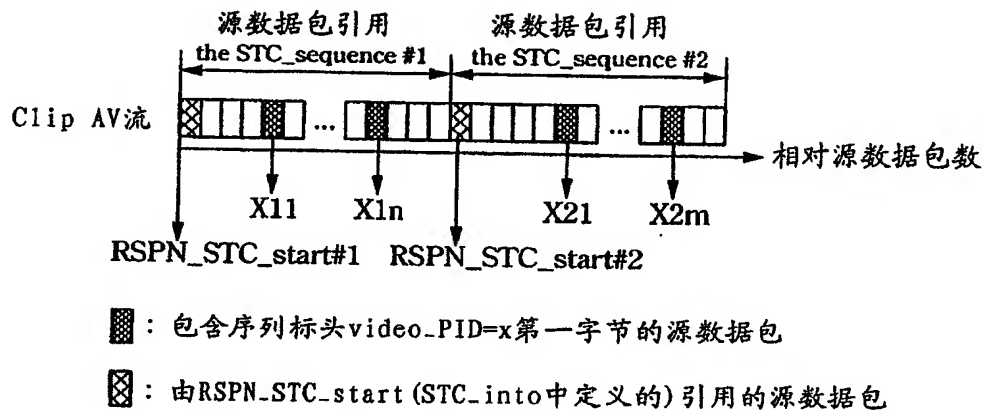 源数据包引用 源数据包引用
the STC_sequence #1 the STC_sequence #2
Clip AV流
... ...
相对源数据包数
X11 X1n X21 X2m
RSPN_STC_start#1 RSPN_STC_start#2
: 包含序列标头video_PID=x第一字节的源数据包
: 由RSPN_STC_start(STC_into中定义的)引用的源数据包